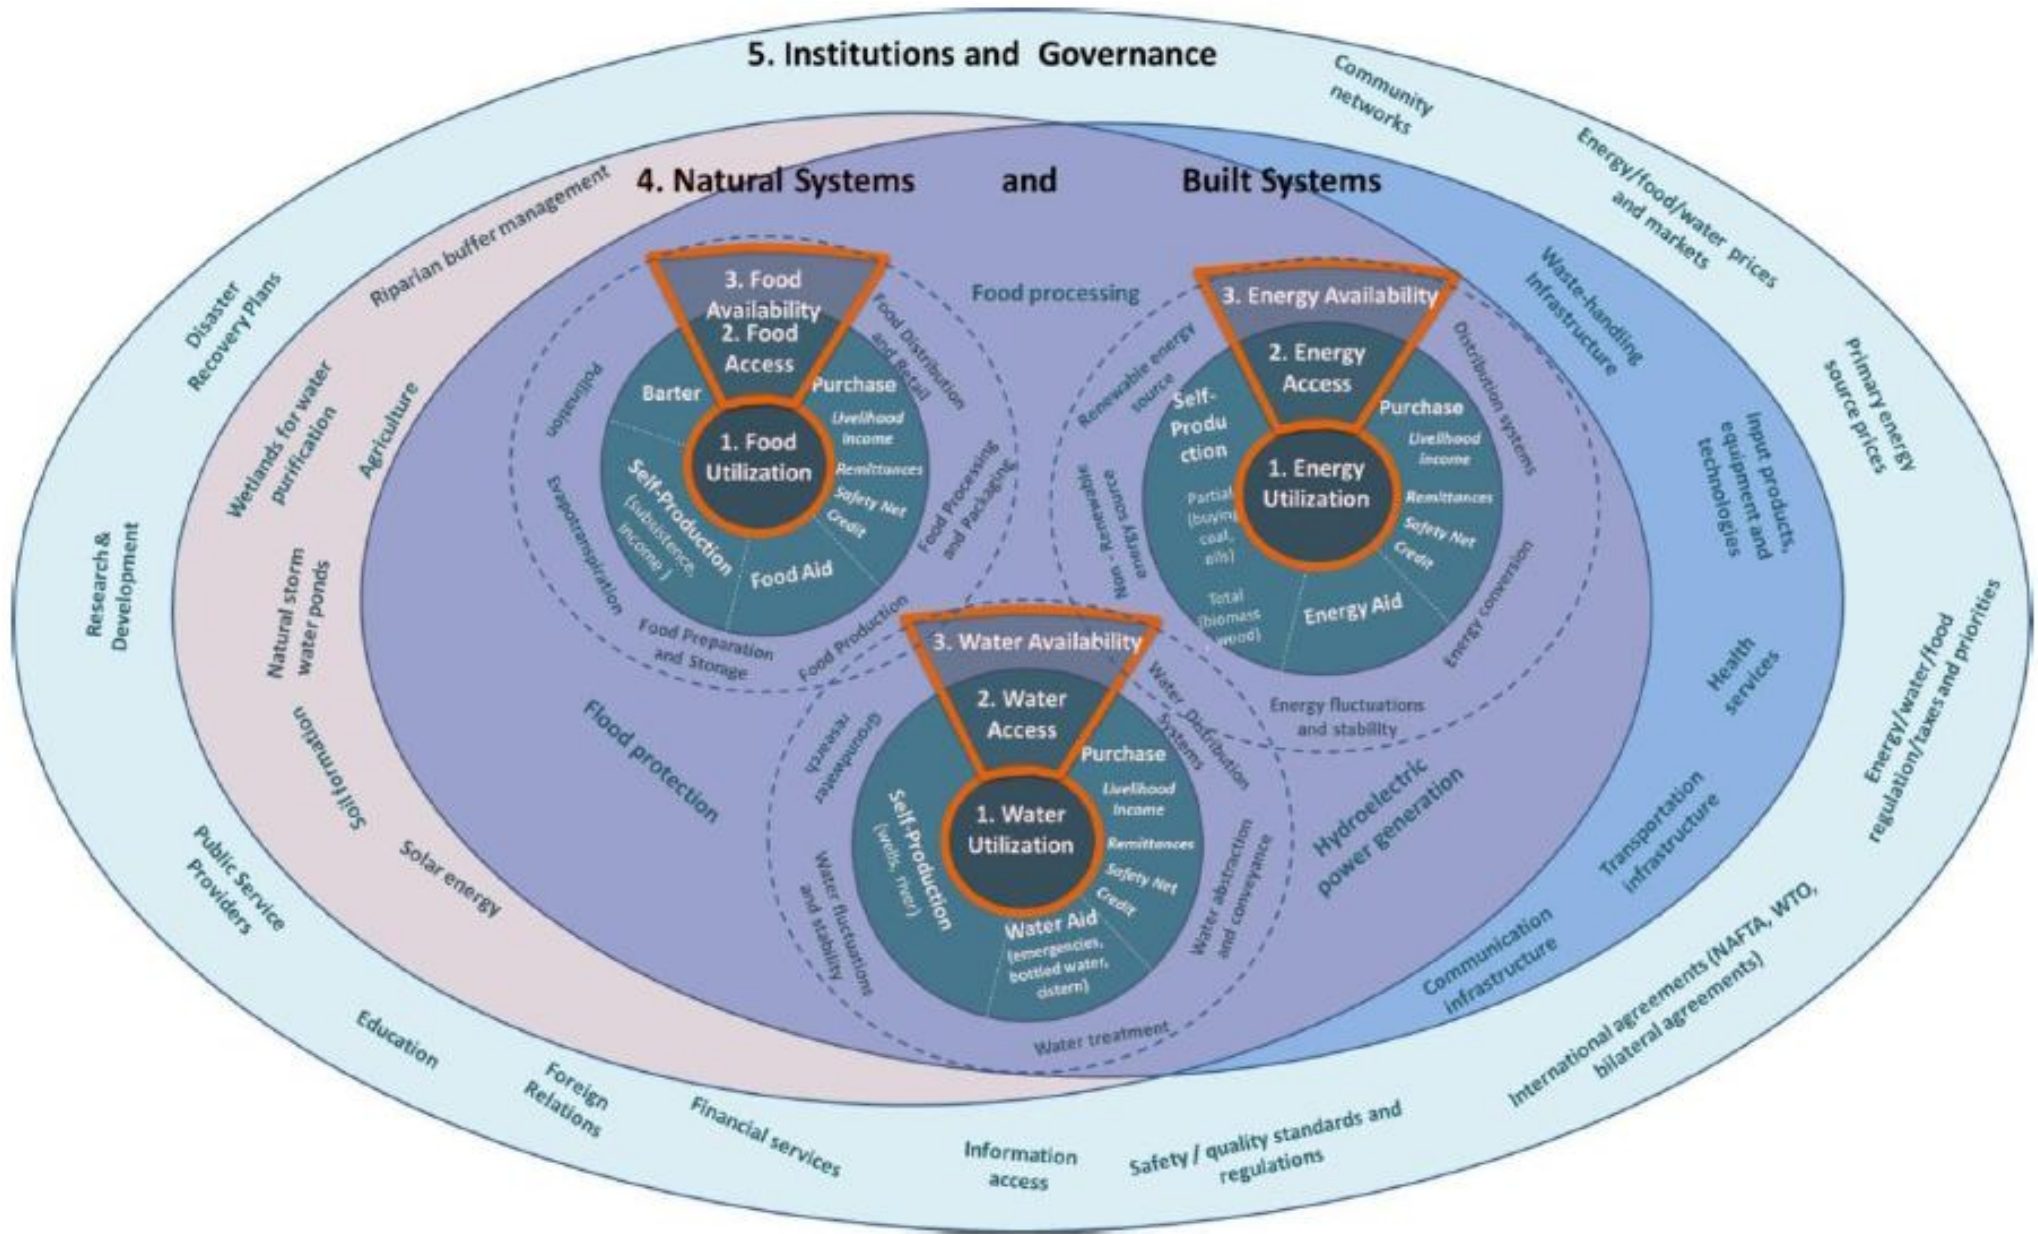 5. Institutions and Governance
Community
networks
Energy/food/water prices
and markets
Primary energy
source prices
Energy/water/food
regulation/taxes and priorities
International agreements (NAFTA, WTO,
bilateral agreements)
Safety / quality standards and
regulations
Information
access
Financial services
Foreign
Relations
Education
Public Service
Providers
Research &
Development
Disaster
Recovery Plans
4. Natural Systems and Built Systems
Riparian buffer management
Wetlands for water
purification
Agriculture
Natural storm
water ponds
Soil formation
Solar energy
Waste-handling
Infrastructure
Input products,
equipment and
technologies
Health
services
Transportation
infrastructure
Communication
infrastructure
Food processing
Flood protection
Hydroelectric
power generation
3. Food
Availability
2. Food
Access
1. Food
Utilization
Barter
Purchase
Livelihood
Income
Remittances
Safety Net
Credit
Food Aid
Self-Production
(subsistence,
income )
Pollination
Evapotranspiration
Food Preparation
and Storage
Food Production
Food Processing
and Packaging
Food Distribution
and Retail
3. Energy Availability
2. Energy
Access
1. Energy
Utilization
Self-
Produ
ction
Partial
(buying
coal,
oils)
Total
(biomass
wood)
Purchase
Livelihood
Income
Remittances
Safety Net
Credit
Energy Aid
Renewable energy
source
Non - Renewable
energy source
Distribution systems
Energy conversion
Energy fluctuations
and stability
3. Water Availability
2. Water
Access
1. Water
Utilization
Self-Production
(wells, river)
Purchase
Livelihood
Income
Remittances
Safety Net
Credit
Water Aid
(emergencies,
bottled water,
cistern)
Groundwater
research
Water fluctuations
and stability
Water treatment
Water abstraction
and conveyance
Water Distribution
Systems